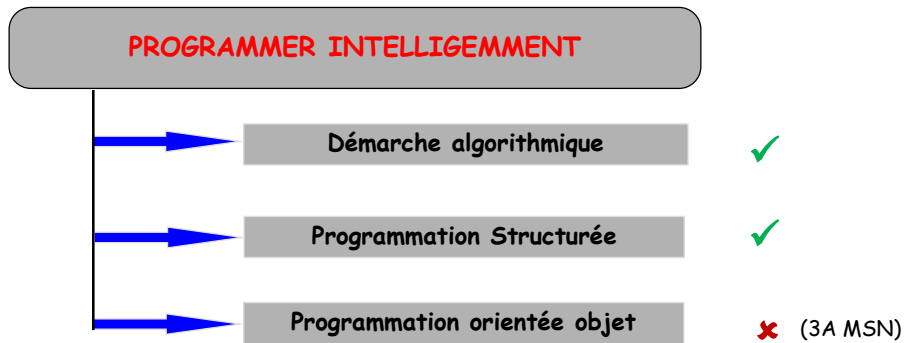 PROGRAMMER INTELLIGEMMENT
Démarche algorithmique
Programmation Structurée
Programmation orientée objet
(3A MSN)